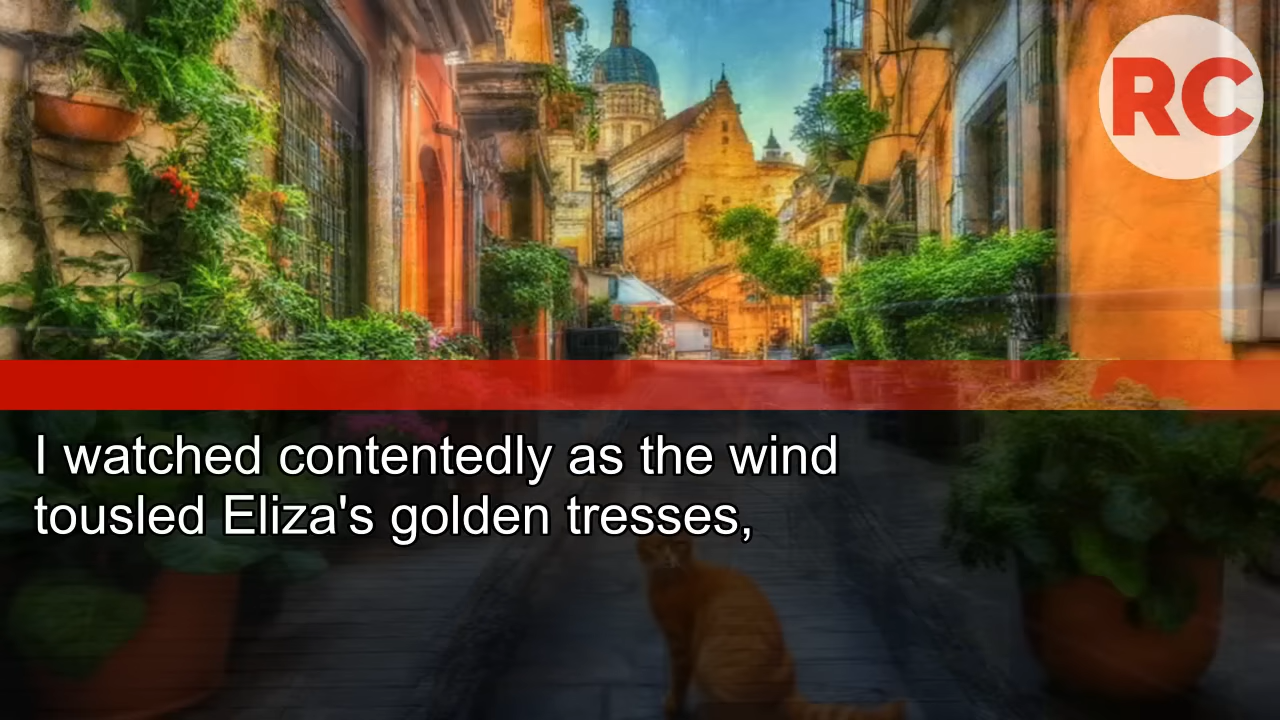 RC
I watched contentedly as the wind
tousled Eliza's golden tresses,